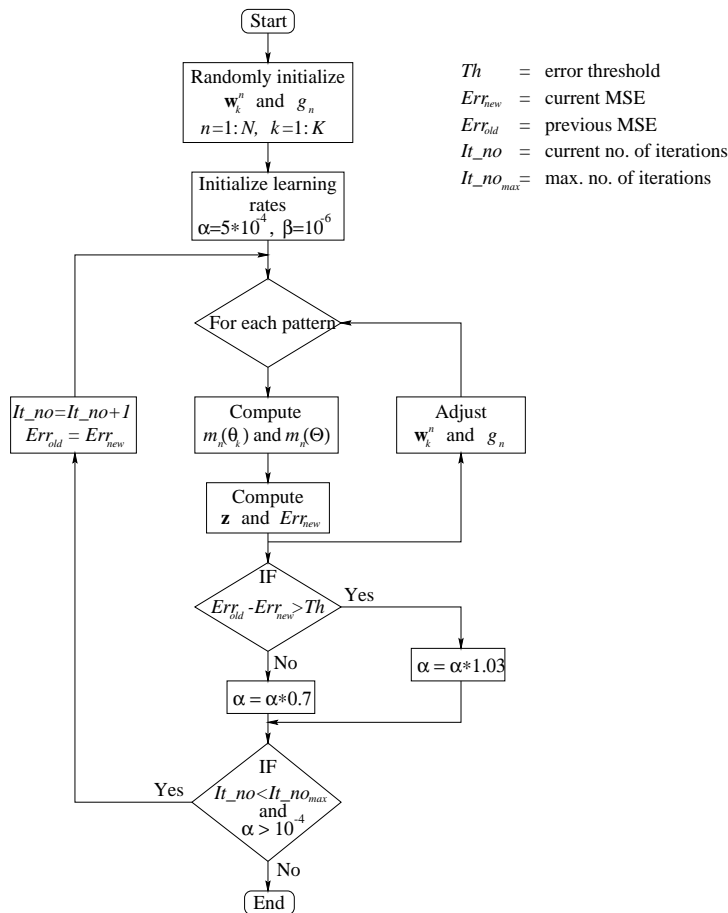 Start
Randomly initialize
w_k^n and g_n
n=1:N, k=1:K
Th = error threshold
Err_new = current MSE
Err_old = previous MSE
It_no = current no. of iterations
It_no_max = max. no. of iterations
Initialize learning
rates
α=5*10^-4, β=10^-6
For each pattern
It_no=It_no+1
Err_old = Err_new
Compute
m_n(θ_k) and m_n(Θ)
Adjust
w_k^n and g_n
Compute
z and Err_new
IF
Err_old-Err_new>Th
Yes
No
α = α*1.03
α = α*0.7
IF
It_no<It_no_max
and
α > 10^-4
Yes
No
End